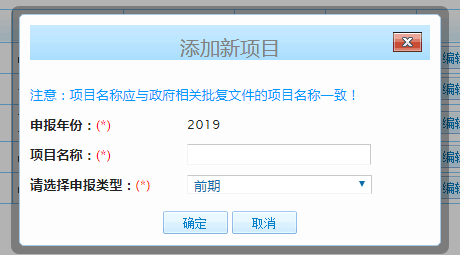 添加新项目
注意：项目名称应与政府相关批复文件的项目名称一致！
申报年份：(*) 2019
项目名称：(*)
请选择申报类型：(*) 前期
确定 取消
编辑
编辑
编辑
编辑
编辑